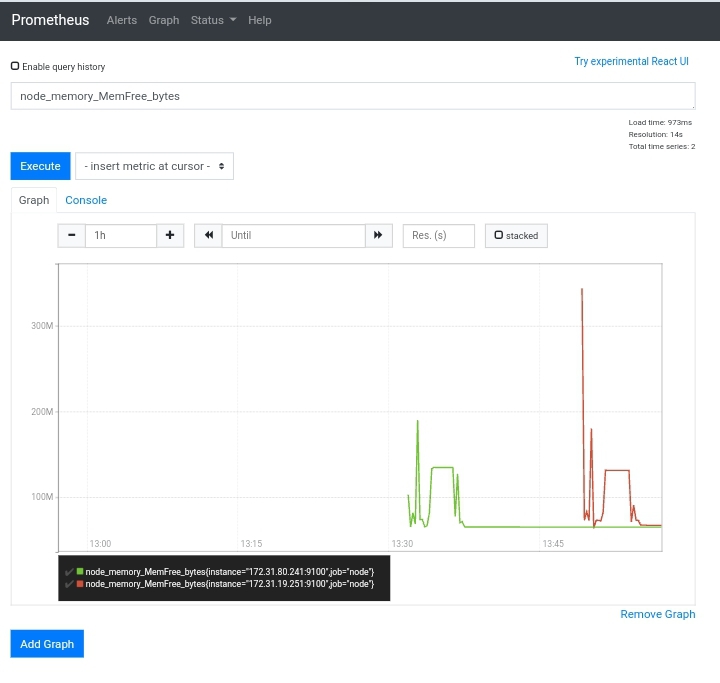 Prometheus Alerts Graph Status Help
Enable query history
Try experimental React UI
node_memory_MemFree_bytes
Load time: 973ms
Resolution: 14s
Total time series: 2
Execute - insert metric at cursor -
Graph Console
1h Until Res. (s) stacked
300M
200M
100M
13:00 13:15 13:30 13:45
node_memory_MemFree_bytes{instance="172.31.80.241:9100",job="node"}
node_memory_MemFree_bytes{instance="172.31.19.251:9100",job="node"}
Remove Graph
Add Graph